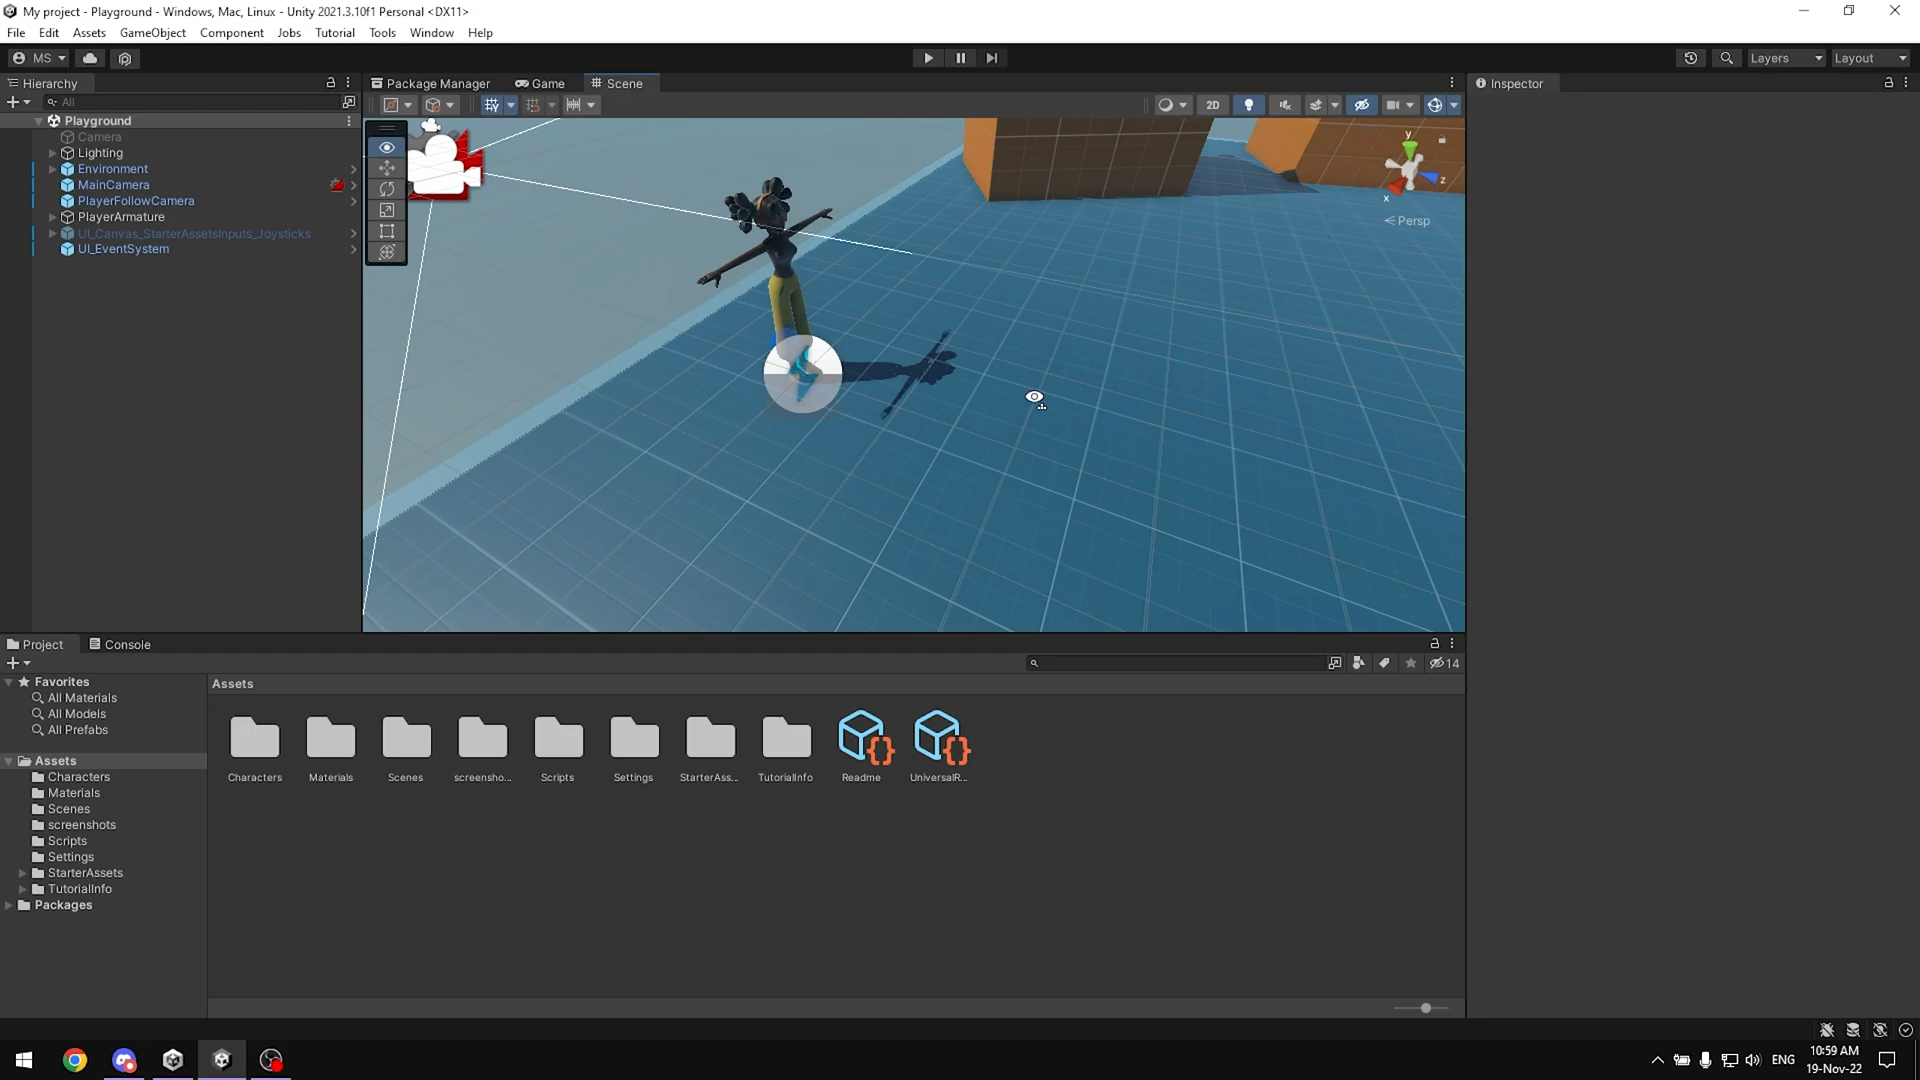 My project - Playground - Windows, Mac, Linux - Unity 2021.3.10f1 Personal <DX11>
File Edit Assets GameObject Component Jobs Tutorial Tools Window Help
MS
Layers Layout
Hierarchy
Package Manager Game Scene
Inspector
All
2D
Playground
Camera
Lighting
Environment
MainCamera
PlayerFollowCamera
PlayerArmature
UI_Canvas_StarterAssetsInputs_Joysticks
UI_EventSystem
y
z
x
Persp
Project Console
14
Favorites
All Materials
All Models
All Prefabs
Assets
Characters
Materials
Scenes
screenshots
Scripts
Settings
StarterAssets
TutorialInfo
Packages
Assets
Characters Materials Scenes screensho... Scripts Settings StarterAss... TutorialInfo Readme UniversalR...
ENG
10:59 AM
19-Nov-22